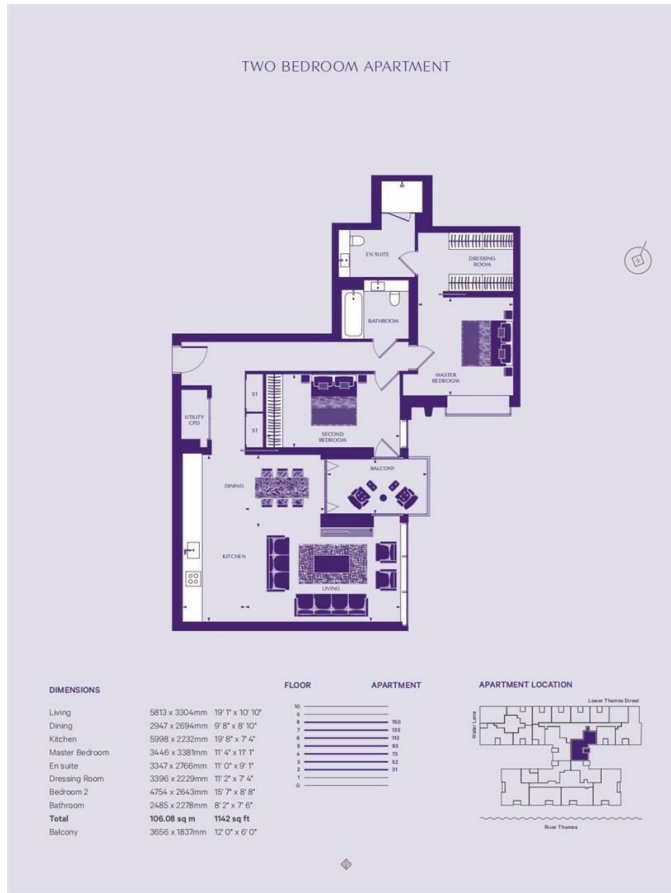 TWO BEDROOM APARTMENT
EN SUITE
DRESSING
ROOM
BATHROOM
MASTER
BEDROOM
ST
UTILITY
CPD
ST
SECOND
BEDROOM
BALCONY
DINING
KITCHEN
LIVING
DIMENSIONS
Living 5813 x 3304mm 19' 1" x 10' 10"
Dining 2947 x 2694mm 9' 8" x 8' 10"
Kitchen 5998 x 2232mm 19' 8" x 7' 4"
Master Bedroom 3446 x 3381mm 11' 4" x 11' 1"
En suite 3347 x 2766mm 11' 0" x 9' 1"
Dressing Room 3396 x 2229mm 11' 2" x 7' 4"
Bedroom 2 4754 x 2643mm 15' 7" x 8' 8"
Bathroom 2485 x 2278mm 8' 2" x 7' 6"
Total 106.08 sq m 1142 sq ft
Balcony 3656 x 1837mm 12' 0" x 6' 0"
FLOOR APARTMENT
10
9
8 150
7 133
6 113
5 93
4 73
3 52
2 31
1
0
APARTMENT LOCATION
Lower Thames Street
Water Lane
River Thames